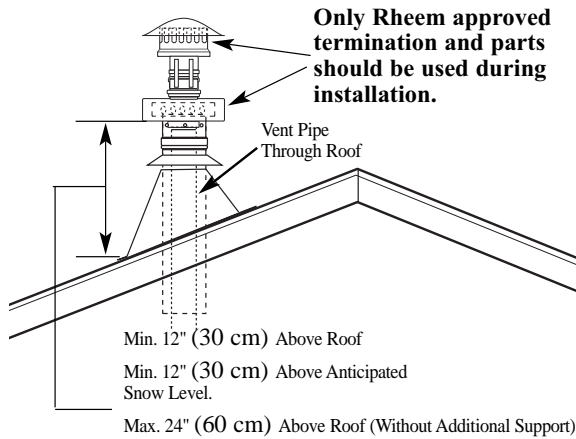 Only Rheem approved
termination and parts
should be used during
installation.
Vent Pipe
Through Roof
Min. 12" (30 cm) Above Roof
Min. 12" (30 cm) Above Anticipated
Snow Level.
Max. 24" (60 cm) Above Roof (Without Additional Support)